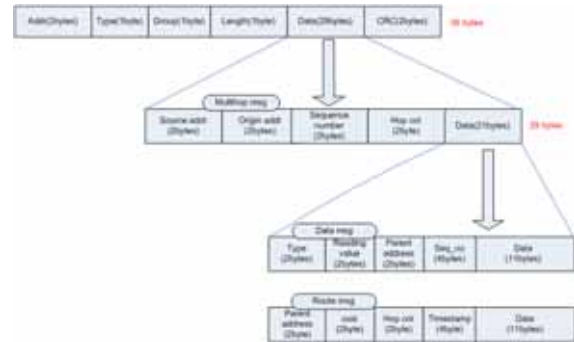 Addr(2bytes) Type(1byte) Group(1byte) Length(1byte) Data(29bytes) CRC(2bytes) 36 bytes
Multihop msg
Source addr (2bytes) Origin addr (2bytes) Sequence number (2bytes) Hop cnt (2byte) Data(21bytes) 29 bytes
Data msg
Type (2bytes) Reading value (2bytes) Parent address (2bytes) Seq_no (4bytes) Data (11bytes)
Route msg
Parent address (2byte) cost (2byte) Hop cnt (2byte) Timestamp (4byte) Data (11bytes)